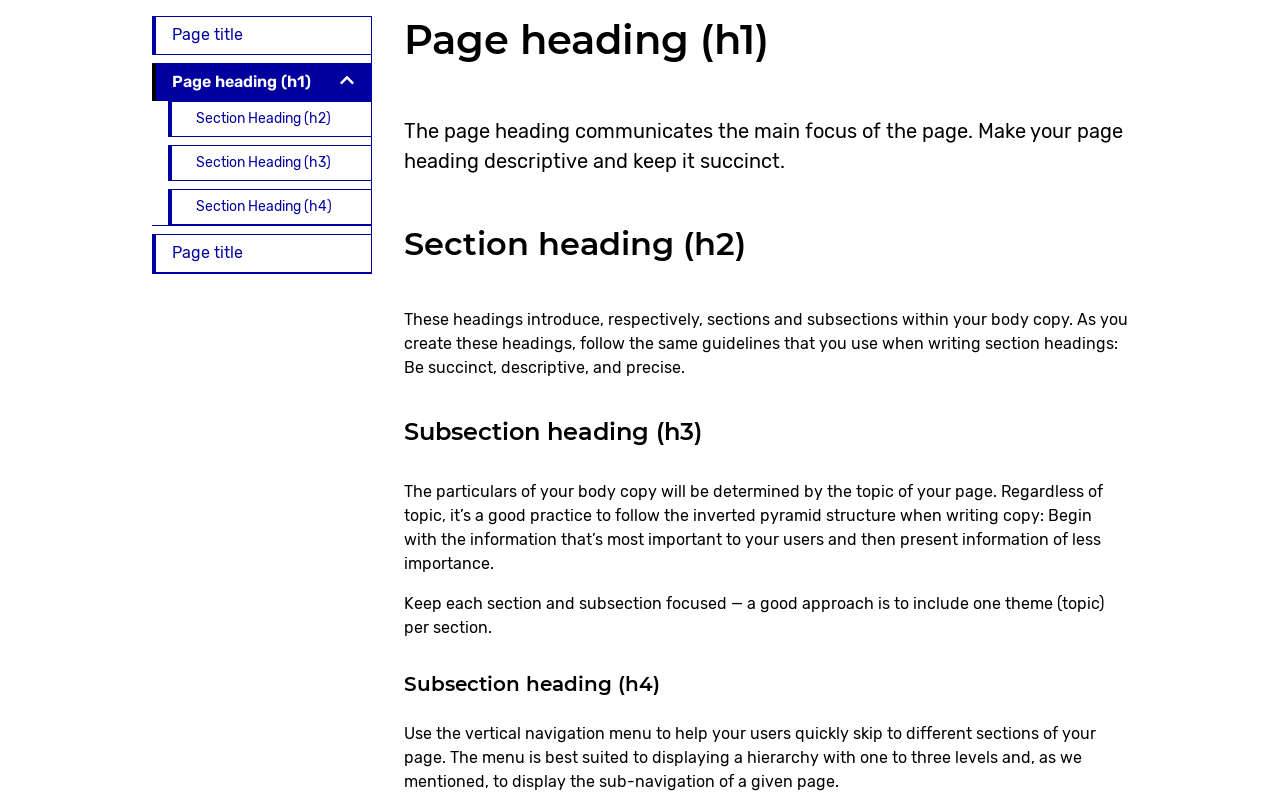 Page title
Page heading (h1)
Section Heading (h2)
Section Heading (h3)
Section Heading (h4)
Page title
Page heading (h1)
The page heading communicates the main focus of the page. Make your page
heading descriptive and keep it succinct.
Section heading (h2)
These headings introduce, respectively, sections and subsections within your body copy. As you
create these headings, follow the same guidelines that you use when writing section headings:
Be succinct, descriptive, and precise.
Subsection heading (h3)
The particulars of your body copy will be determined by the topic of your page. Regardless of
topic, it’s a good practice to follow the inverted pyramid structure when writing copy: Begin
with the information that’s most important to your users and then present information of less
importance.
Keep each section and subsection focused — a good approach is to include one theme (topic)
per section.
Subsection heading (h4)
Use the vertical navigation menu to help your users quickly skip to different sections of your
page. The menu is best suited to displaying a hierarchy with one to three levels and, as we
mentioned, to display the sub-navigation of a given page.